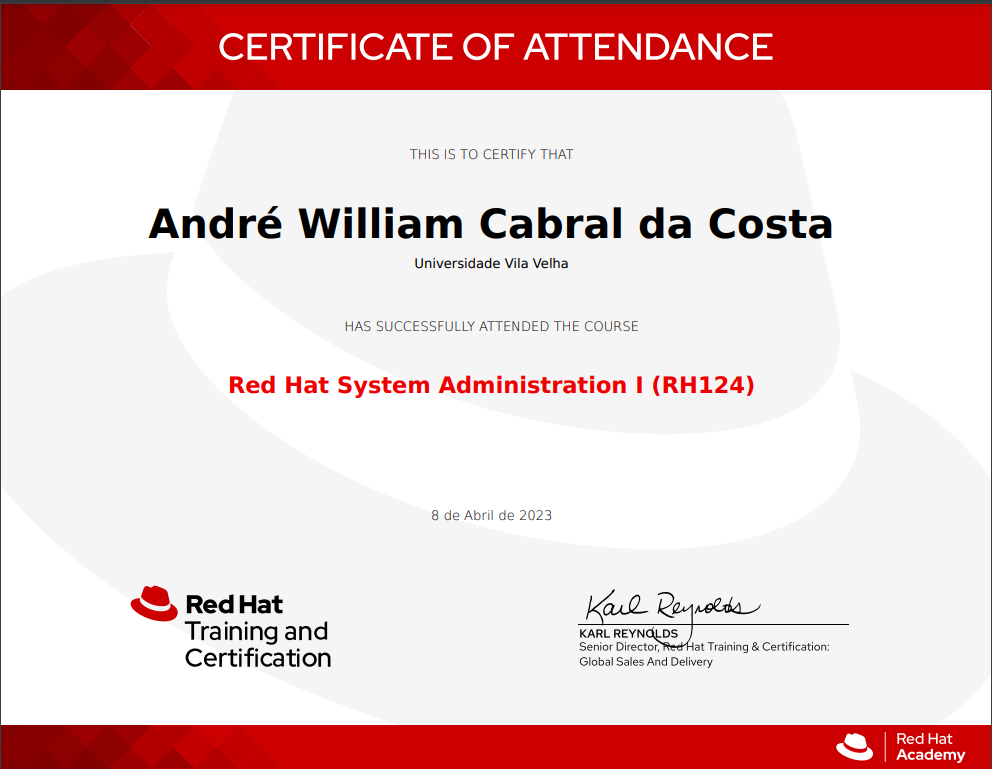 CERTIFICATE OF ATTENDANCE
THIS IS TO CERTIFY THAT
André William Cabral da Costa
Universidade Vila Velha
HAS SUCCESSFULLY ATTENDED THE COURSE
Red Hat System Administration I (RH124)
8 de Abril de 2023
Red Hat
Training and
Certification
Karl Reynolds
KARL REYNOLDS
Senior Director, Red Hat Training & Certification:
Global Sales And Delivery
Red Hat
Academy